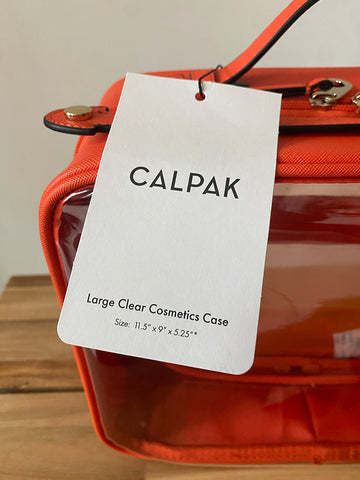 CALPAK
Large Clear Cosmetics Case
Size: 11.5" x 9" x 5.25"*